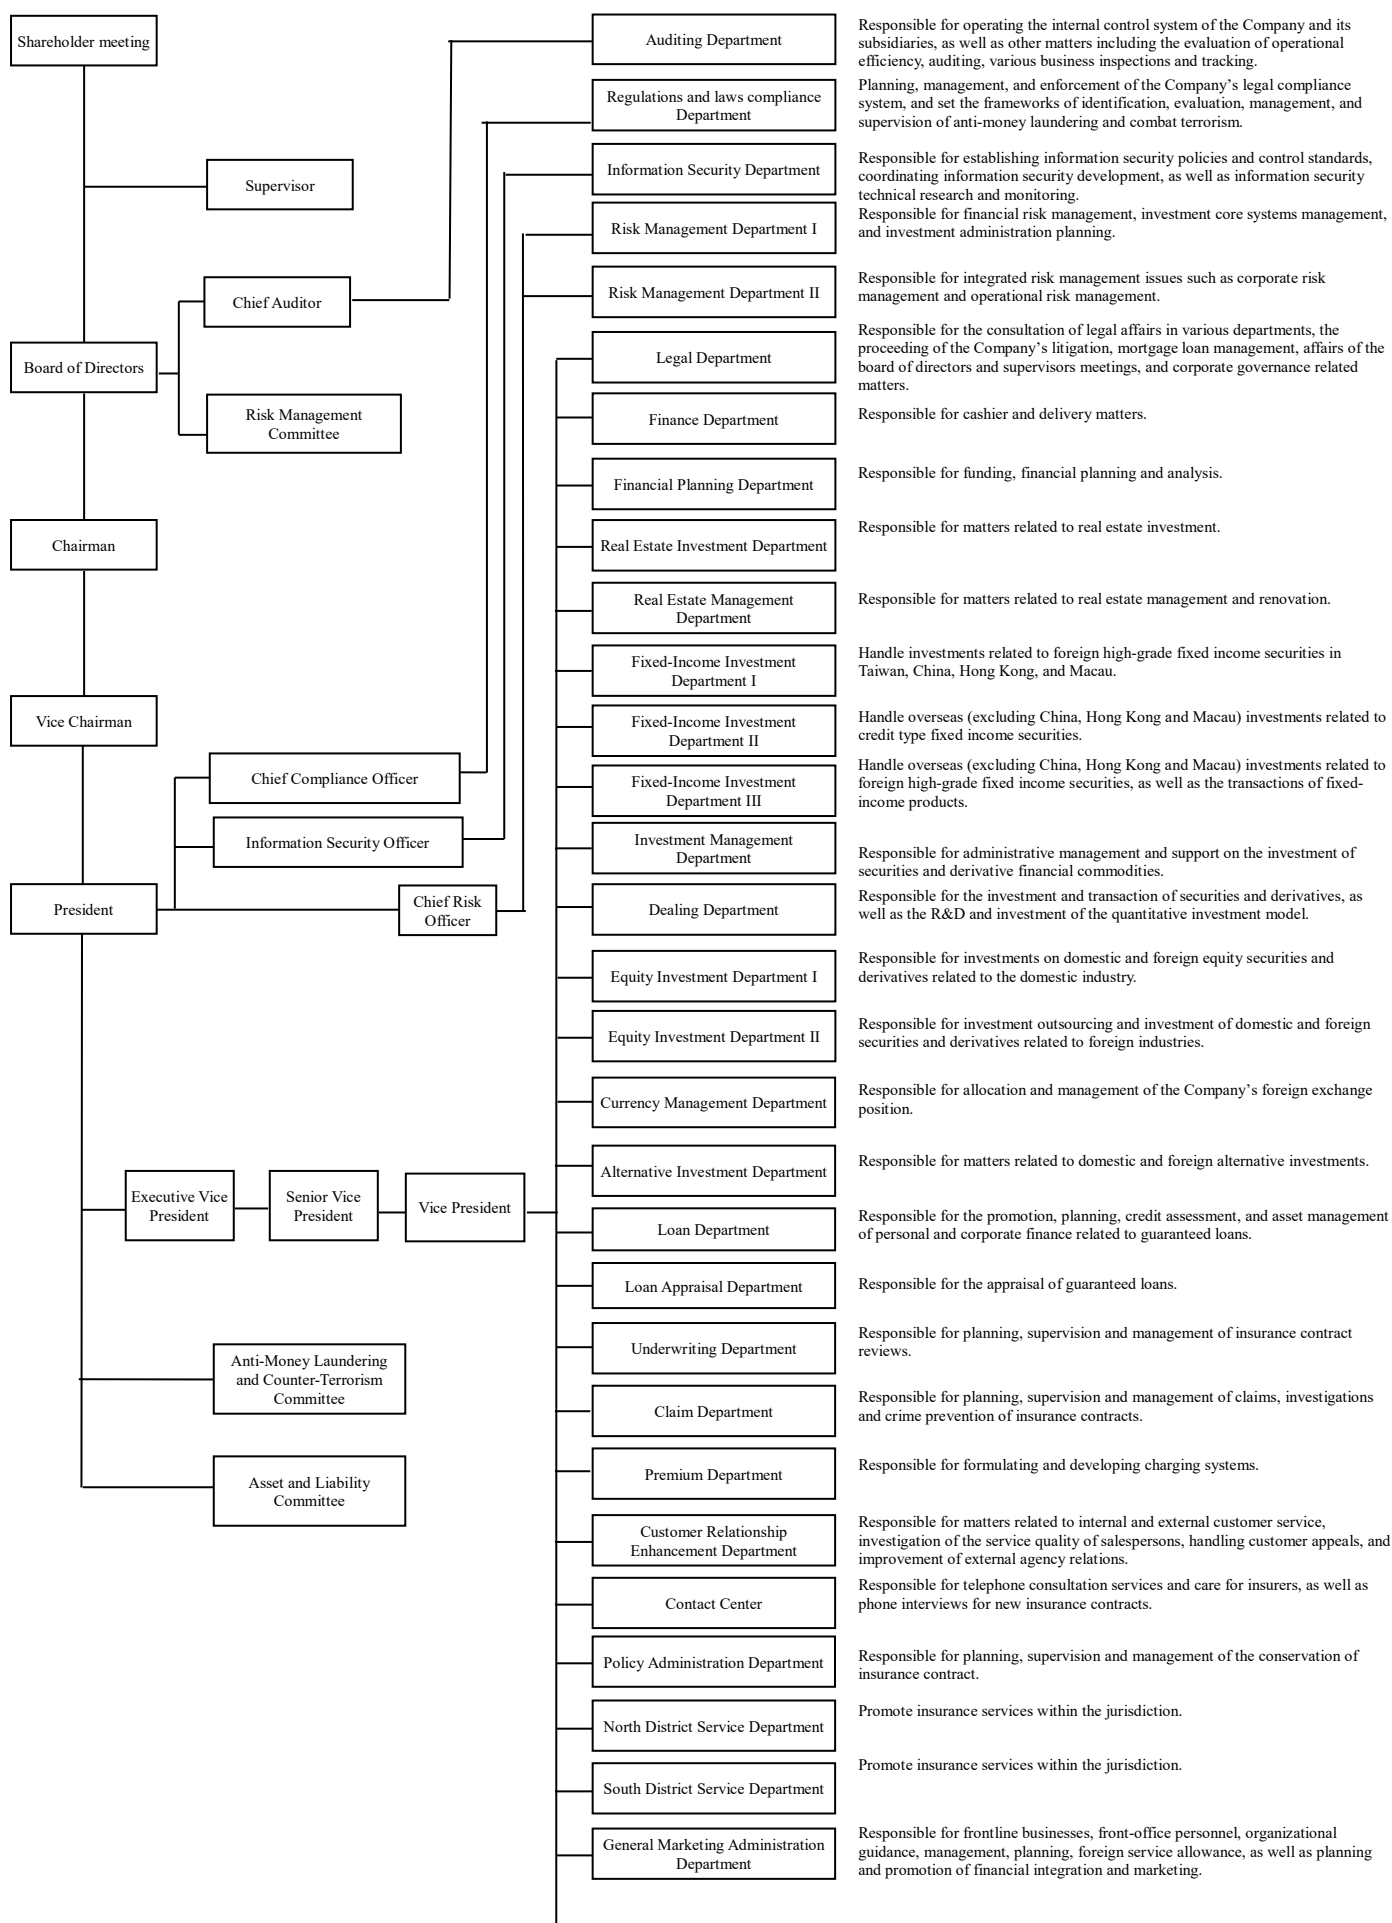 Shareholder meeting
Supervisor
Chief Auditor
Board of Directors
Risk Management
Committee
Chairman
Vice Chairman
Chief Compliance Officer
Information Security Officer
President
Chief Risk
Officer
Executive Vice
President
Senior Vice
President
Vice President
Anti-Money Laundering
and Counter-Terrorism
Committee
Asset and Liability
Committee
Auditing Department
Responsible for operating the internal control system of the Company and its
subsidiaries, as well as other matters including the evaluation of operational
efficiency, auditing, various business inspections and tracking.
Regulations and laws compliance
Department
Planning, management, and enforcement of the Company’s legal compliance
system, and set the frameworks of identification, evaluation, management, and
supervision of anti-money laundering and combat terrorism.
Information Security Department
Responsible for establishing information security policies and control standards,
coordinating information security development, as well as information security
technical research and monitoring.
Risk Management Department I
Responsible for financial risk management, investment core systems management,
and investment administration planning.
Risk Management Department II
Responsible for integrated risk management issues such as corporate risk
management and operational risk management.
Legal Department
Responsible for the consultation of legal affairs in various departments, the
proceeding of the Company’s litigation, mortgage loan management, affairs of the
board of directors and supervisors meetings, and corporate governance related
matters.
Finance Department
Responsible for cashier and delivery matters.
Financial Planning Department
Responsible for funding, financial planning and analysis.
Real Estate Investment Department
Responsible for matters related to real estate investment.
Real Estate Management
Department
Responsible for matters related to real estate management and renovation.
Fixed-Income Investment
Department I
Handle investments related to foreign high-grade fixed income securities in
Taiwan, China, Hong Kong, and Macau.
Fixed-Income Investment
Department II
Handle overseas (excluding China, Hong Kong and Macau) investments related to
credit type fixed income securities.
Fixed-Income Investment
Department III
Handle overseas (excluding China, Hong Kong and Macau) investments related to
foreign high-grade fixed income securities, as well as the transactions of fixed-
income products.
Investment Management
Department
Responsible for administrative management and support on the investment of
securities and derivative financial commodities.
Dealing Department
Responsible for the investment and transaction of securities and derivatives, as
well as the R&D and investment of the quantitative investment model.
Equity Investment Department I
Responsible for investments on domestic and foreign equity securities and
derivatives related to the domestic industry.
Equity Investment Department II
Responsible for investment outsourcing and investment of domestic and foreign
securities and derivatives related to foreign industries.
Currency Management Department
Responsible for allocation and management of the Company’s foreign exchange
position.
Alternative Investment Department
Responsible for matters related to domestic and foreign alternative investments.
Loan Department
Responsible for the promotion, planning, credit assessment, and asset management
of personal and corporate finance related to guaranteed loans.
Loan Appraisal Department
Responsible for the appraisal of guaranteed loans.
Underwriting Department
Responsible for planning, supervision and management of insurance contract
reviews.
Claim Department
Responsible for planning, supervision and management of claims, investigations
and crime prevention of insurance contracts.
Premium Department
Responsible for formulating and developing charging systems.
Customer Relationship
Enhancement Department
Responsible for matters related to internal and external customer service,
investigation of the service quality of salespersons, handling customer appeals, and
improvement of external agency relations.
Contact Center
Responsible for telephone consultation services and care for insurers, as well as
phone interviews for new insurance contracts.
Policy Administration Department
Responsible for planning, supervision and management of the conservation of
insurance contract.
North District Service Department
Promote insurance services within the jurisdiction.
South District Service Department
Promote insurance services within the jurisdiction.
General Marketing Administration
Department
Responsible for frontline businesses, front-office personnel, organizational
guidance, management, planning, foreign service allowance, as well as planning
and promotion of financial integration and marketing.